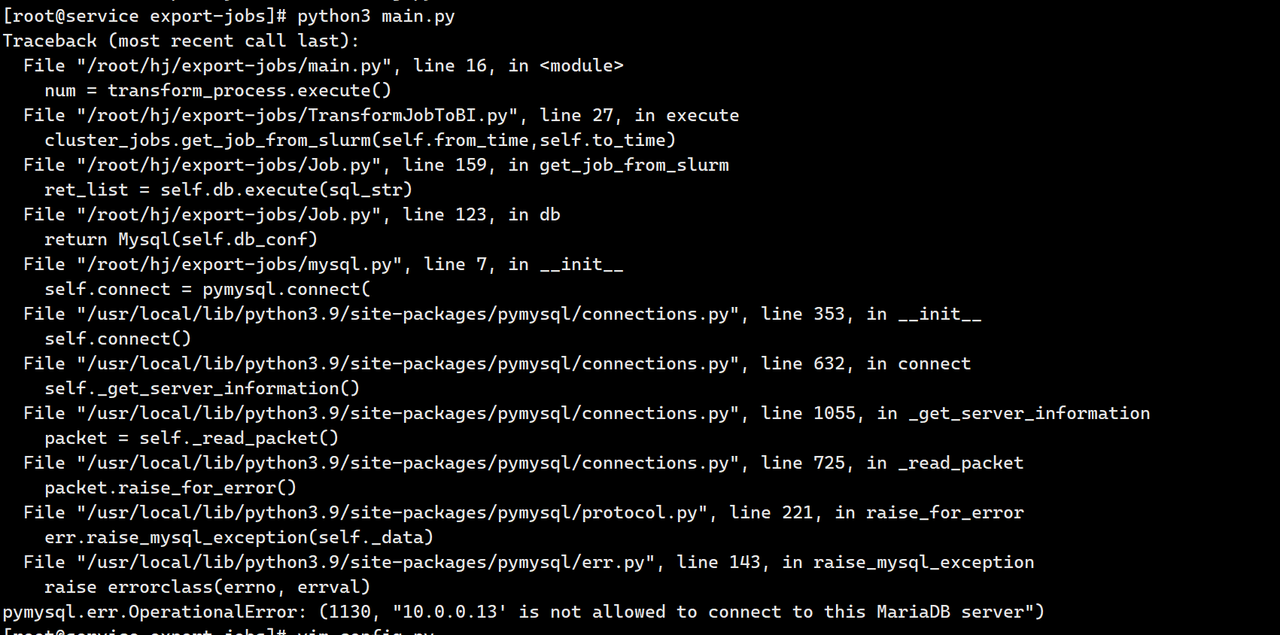 [root@service export-jobs]# python3 main.py
Traceback (most recent call last):
  File "/root/hj/export-jobs/main.py", line 16, in <module>
    num = transform_process.execute()
  File "/root/hj/export-jobs/TransformJobToBI.py", line 27, in execute
    cluster_jobs.get_job_from_slurm(self.from_time,self.to_time)
  File "/root/hj/export-jobs/Job.py", line 159, in get_job_from_slurm
    ret_list = self.db.execute(sql_str)
  File "/root/hj/export-jobs/Job.py", line 123, in db
    return Mysql(self.db_conf)
  File "/root/hj/export-jobs/mysql.py", line 7, in __init__
    self.connect = pymysql.connect(
  File "/usr/local/lib/python3.9/site-packages/pymysql/connections.py", line 353, in __init__
    self.connect()
  File "/usr/local/lib/python3.9/site-packages/pymysql/connections.py", line 632, in connect
    self._get_server_information()
  File "/usr/local/lib/python3.9/site-packages/pymysql/connections.py", line 1055, in _get_server_information
    packet = self._read_packet()
  File "/usr/local/lib/python3.9/site-packages/pymysql/connections.py", line 725, in _read_packet
    packet.raise_for_error()
  File "/usr/local/lib/python3.9/site-packages/pymysql/protocol.py", line 221, in raise_for_error
    err.raise_mysql_exception(self._data)
  File "/usr/local/lib/python3.9/site-packages/pymysql/err.py", line 143, in raise_mysql_exception
    raise errorclass(errno, errval)
pymysql.err.OperationalError: (1130, "10.0.0.13' is not allowed to connect to this MariaDB server")
[root@service export-jobs]# vim config.py